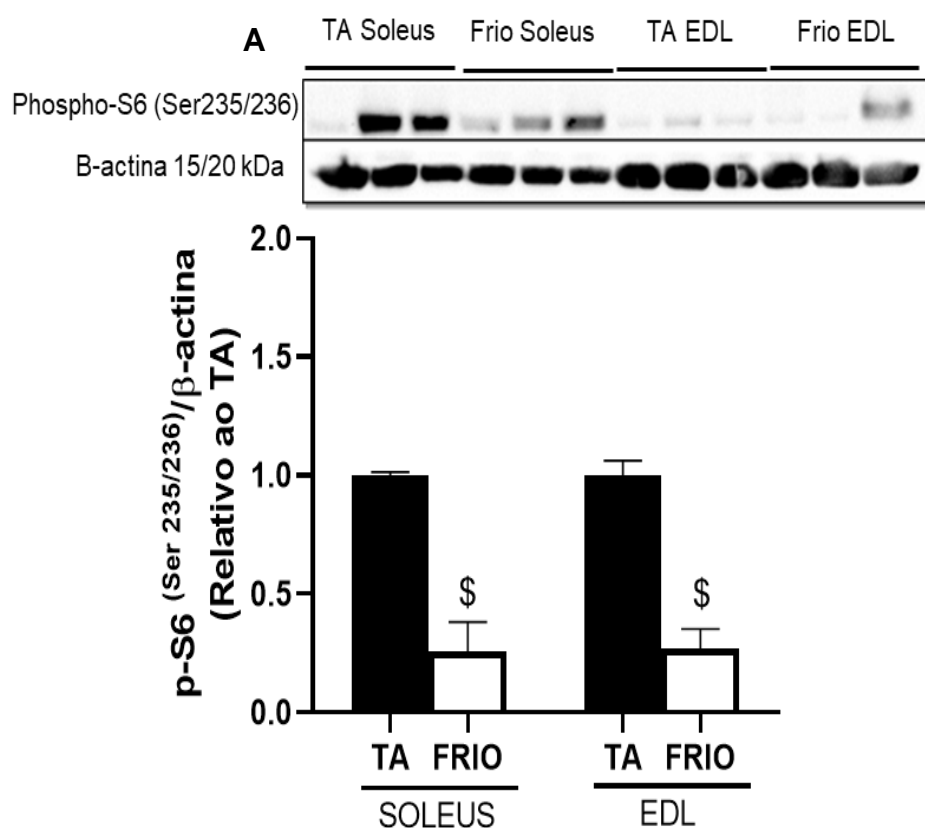 A
TA Soleus Frio Soleus TA EDL Frio EDL
Phospho-S6 (Ser235/236)
B-actina 15/20 kDa
p-S6 (Ser 235/236)/β-actina
(Relativo ao TA)
2.0
1.5
1.0
0.5
0.0
$ $
TA FRIO TA FRIO
SOLEUS EDL